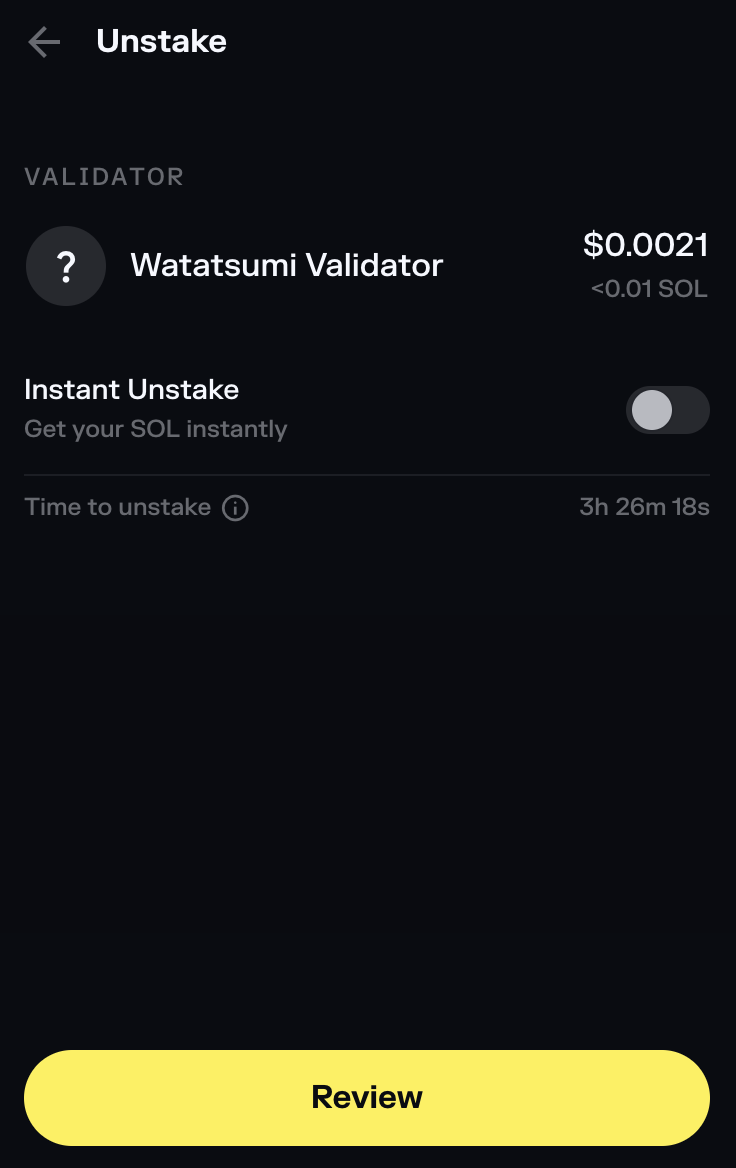 Unstake
VALIDATOR
?
Watatsumi Validator
$0.0021
<0.01 SOL
Instant Unstake
Get your SOL instantly
Time to unstake
3h 26m 18s
Review